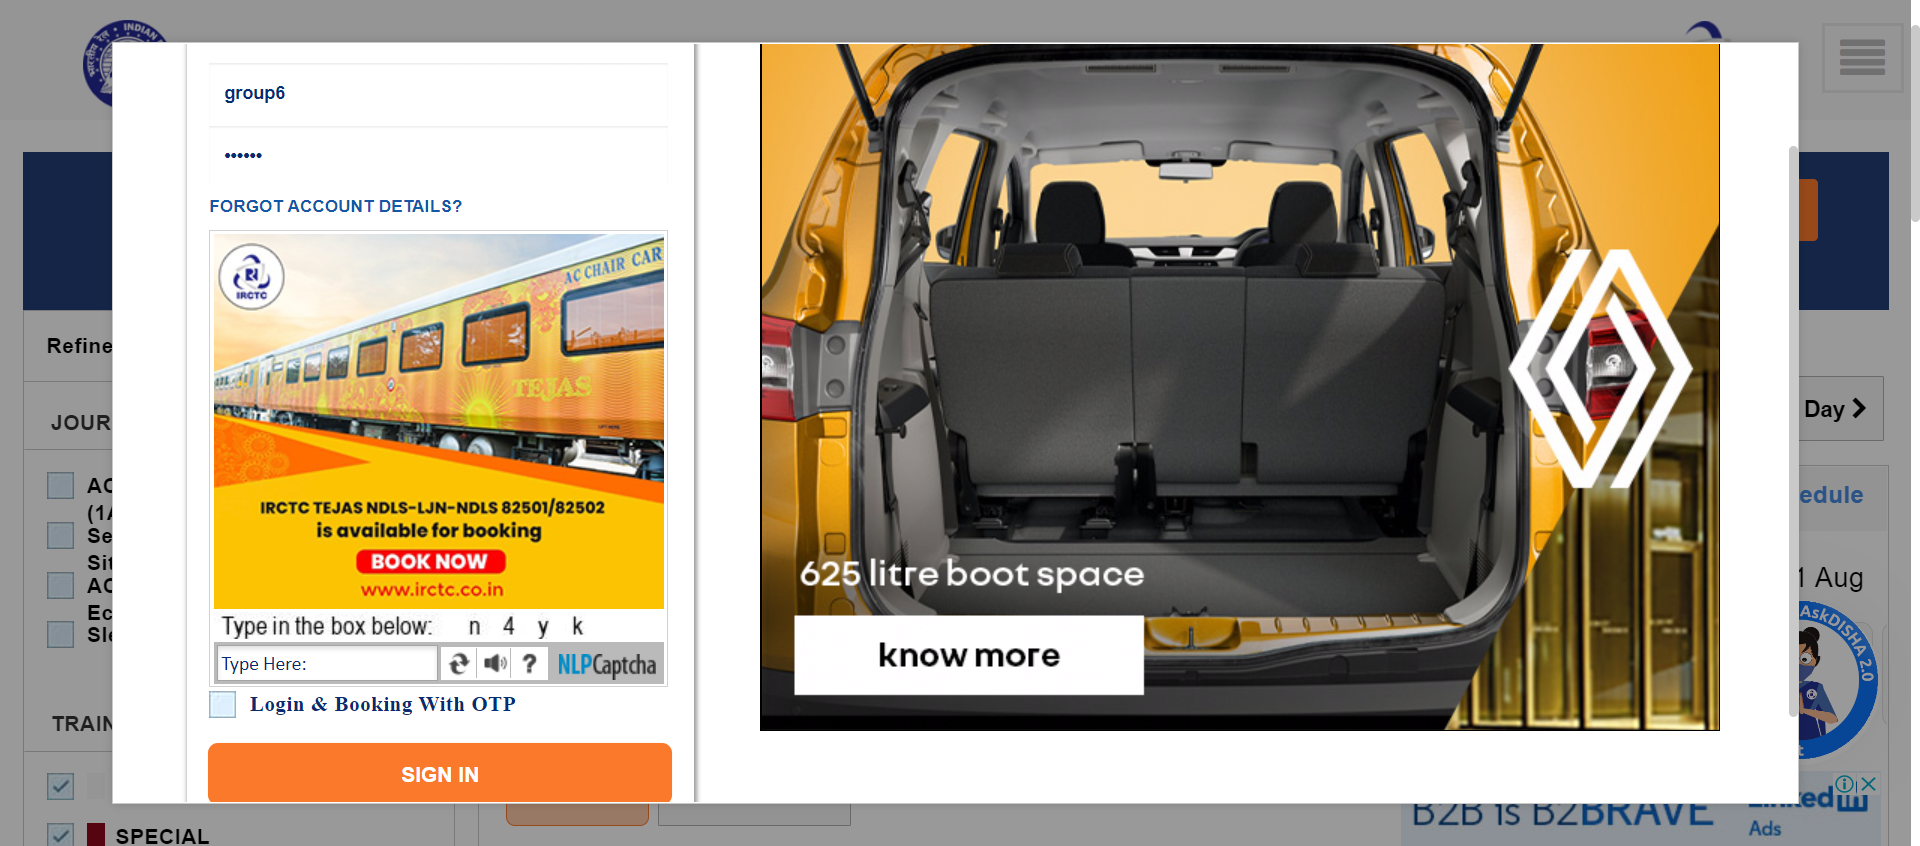 INDIAN
group6
••••••
FORGOT ACCOUNT DETAILS?
IRCTC
AC CHAIR CAR
TEJAS
IRCTC TEJAS NDLS-LJN-NDLS 82501/82502
is available for booking
BOOK NOW
www.irctc.co.in
Type in the box below: n 4 y k
Type Here:
? NLPCaptcha
Login & Booking With OTP
SIGN IN
625 litre boot space
know more
Refine
JOUR
AC
(1A
Se
Sit
AC
Ec
Sle
TRAIN
SPECIAL
Day
edule
1 Aug
AskDISHA 2.0
B2B is B2BRAVE
Linked
Ads